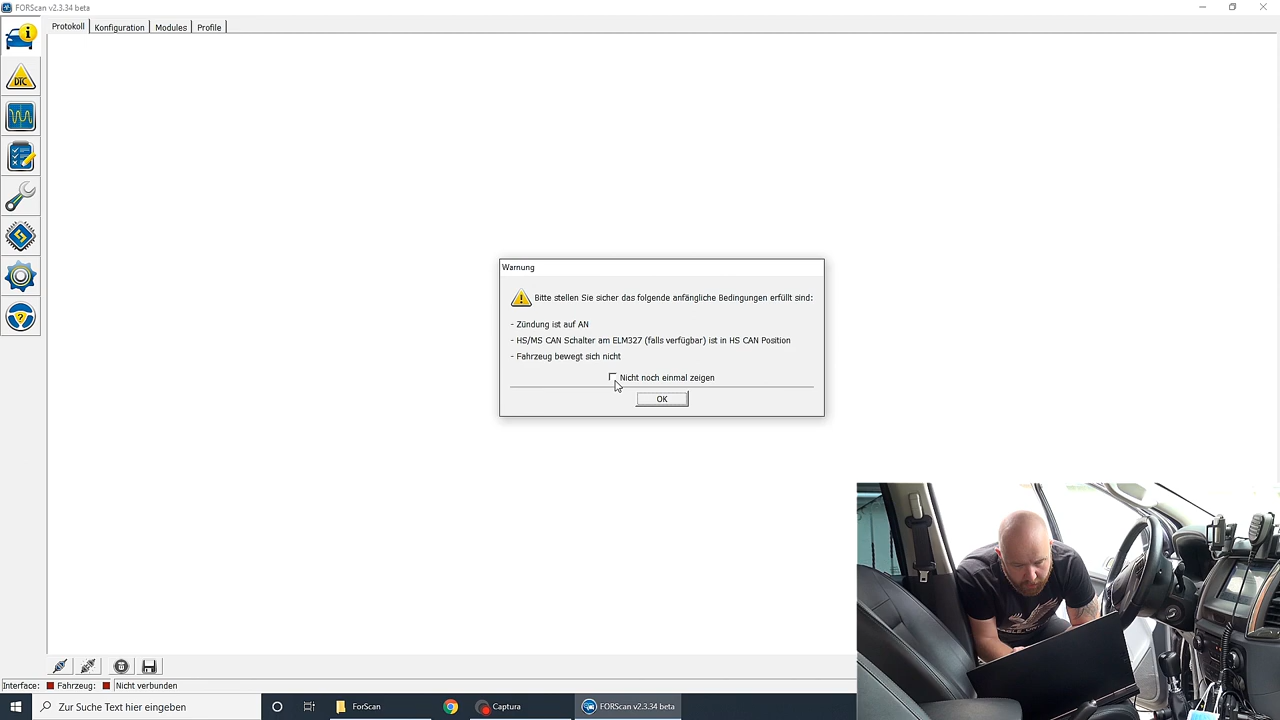 FORScan v2.3.34 beta
Protokoll Konfiguration Modules Profile
DTC
Warnung
Bitte stellen Sie sicher das folgende anfängliche Bedingungen erfüllt sind:
- Zündung ist auf AN
- HS/MS CAN Schalter am ELM327 (falls verfügbar) ist in HS CAN Position
- Fahrzeug bewegt sich nicht
Nicht noch einmal zeigen
OK
Interface: Fahrzeug: Nicht verbunden
Zur Suche Text hier eingeben
ForScan
Captura
FORScan v2.3.34 beta